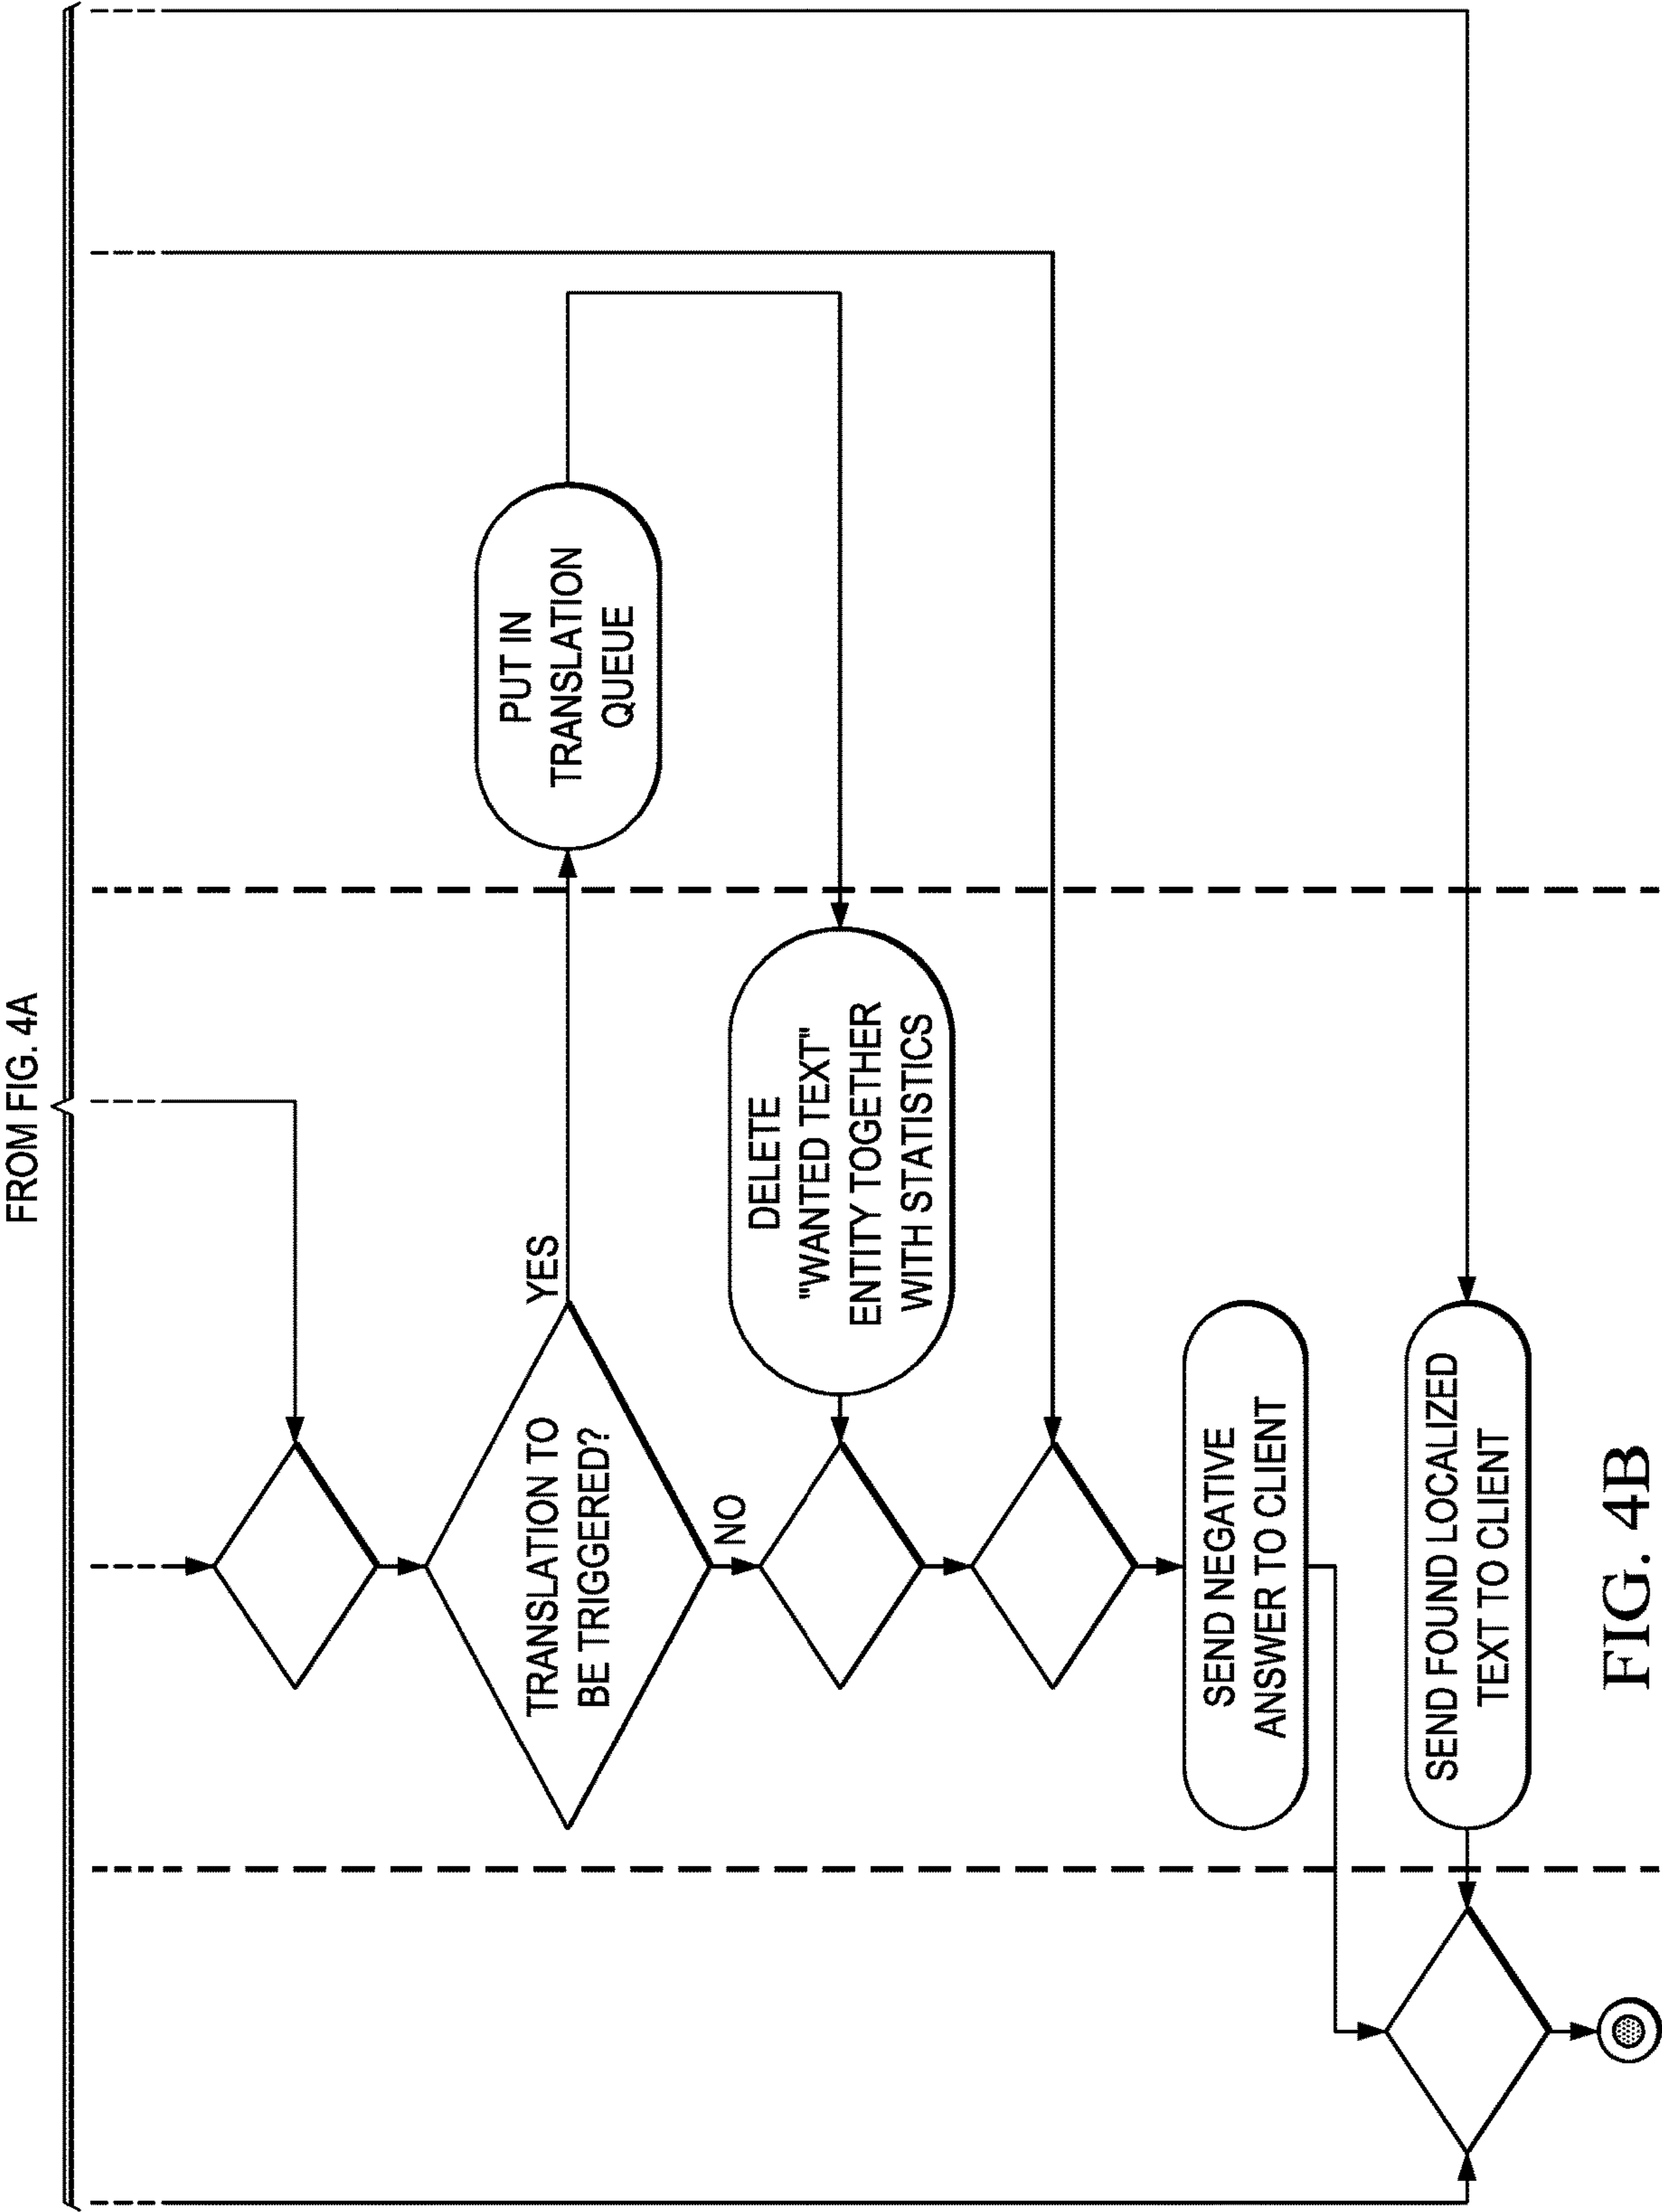 FROM FIG. 4A
TRANSLATION TO
BE TRIGGERED?
YES
NO
PUT IN
TRANSLATION
QUEUE
DELETE
"WANTED TEXT"
ENTITY TOGETHER
WITH STATISTICS
SEND NEGATIVE
ANSWER TO CLIENT
SEND FOUND LOCALIZED
TEXT TO CLIENT
FIG. 4B